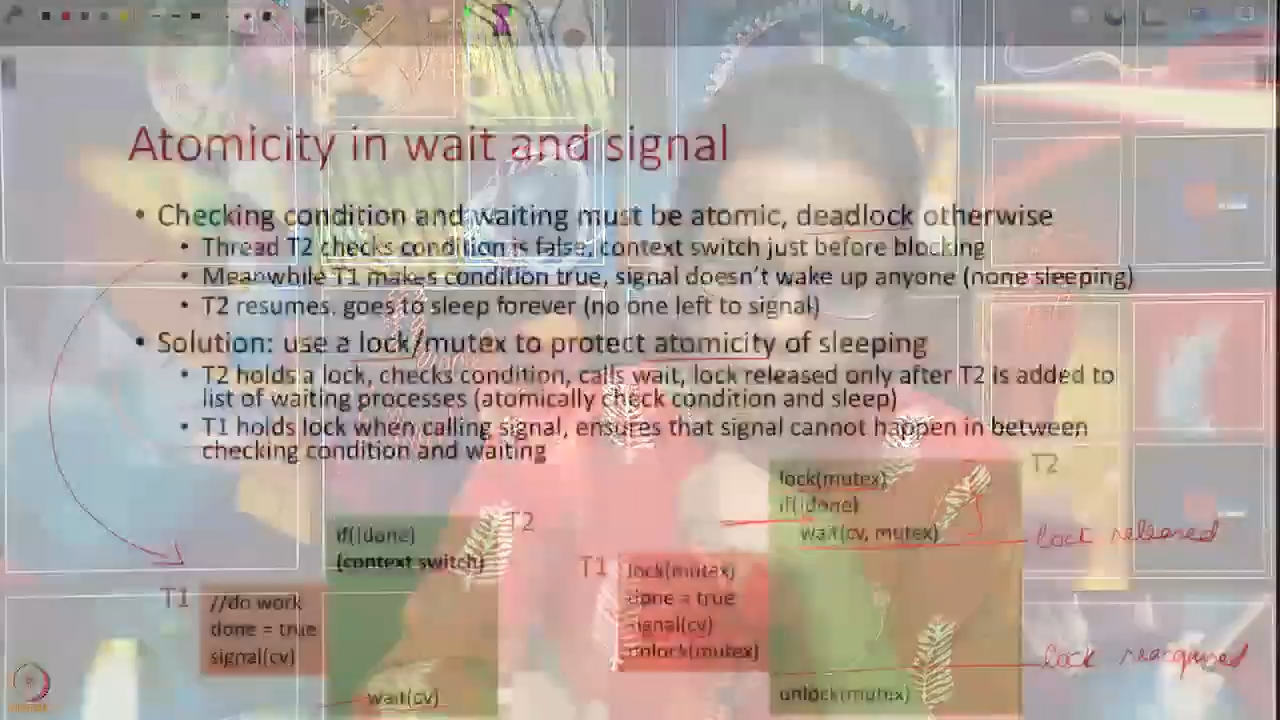 Atomicity in wait and signal
• Checking condition and waiting must be atomic, deadlock otherwise
• Thread T2 checks condition is false, context switch just before blocking
• Meanwhile T1 makes condition true, signal doesn't wake up anyone (none sleeping)
• T2 resumes, goes to sleep forever (no one left to signal)
• Solution: use a lock/mutex to protect atomicity of sleeping
• T2 holds a lock, checks condition, calls wait, lock released only after T2 is added to
list of waiting processes (atomically check condition and sleep)
• T1 holds lock when calling signal, ensures that signal cannot happen in between
checking condition and waiting
T1
//do work
done = true
signal(cv)
T2
if(!done)
(context switch)
wait(cv)
T1
lock(mutex)
done = true
signal(cv)
unlock(mutex)
T2
lock(mutex)
if(!done)
wait(cv, mutex)
unlock(mutex)
lock released
lock reacquired